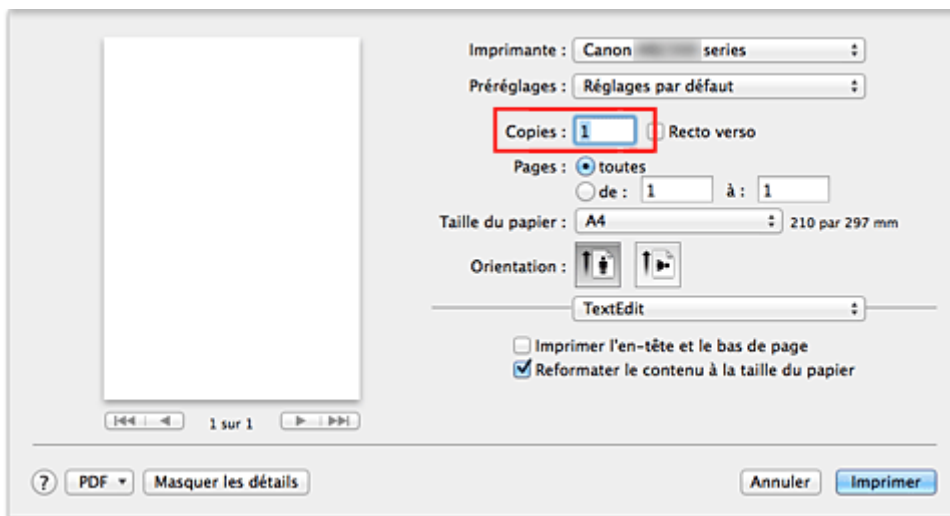 Imprimante : Canon series
Préréglages : Réglages par défaut
Copies : 1 Recto verso
Pages : toutes
de : 1 à : 1
Taille du papier : A4 210 par 297 mm
Orientation :
TextEdit
Imprimer l'en-tête et le bas de page
Reformater le contenu à la taille du papier
1 sur 1
? PDF Masquer les détails Annuler Imprimer